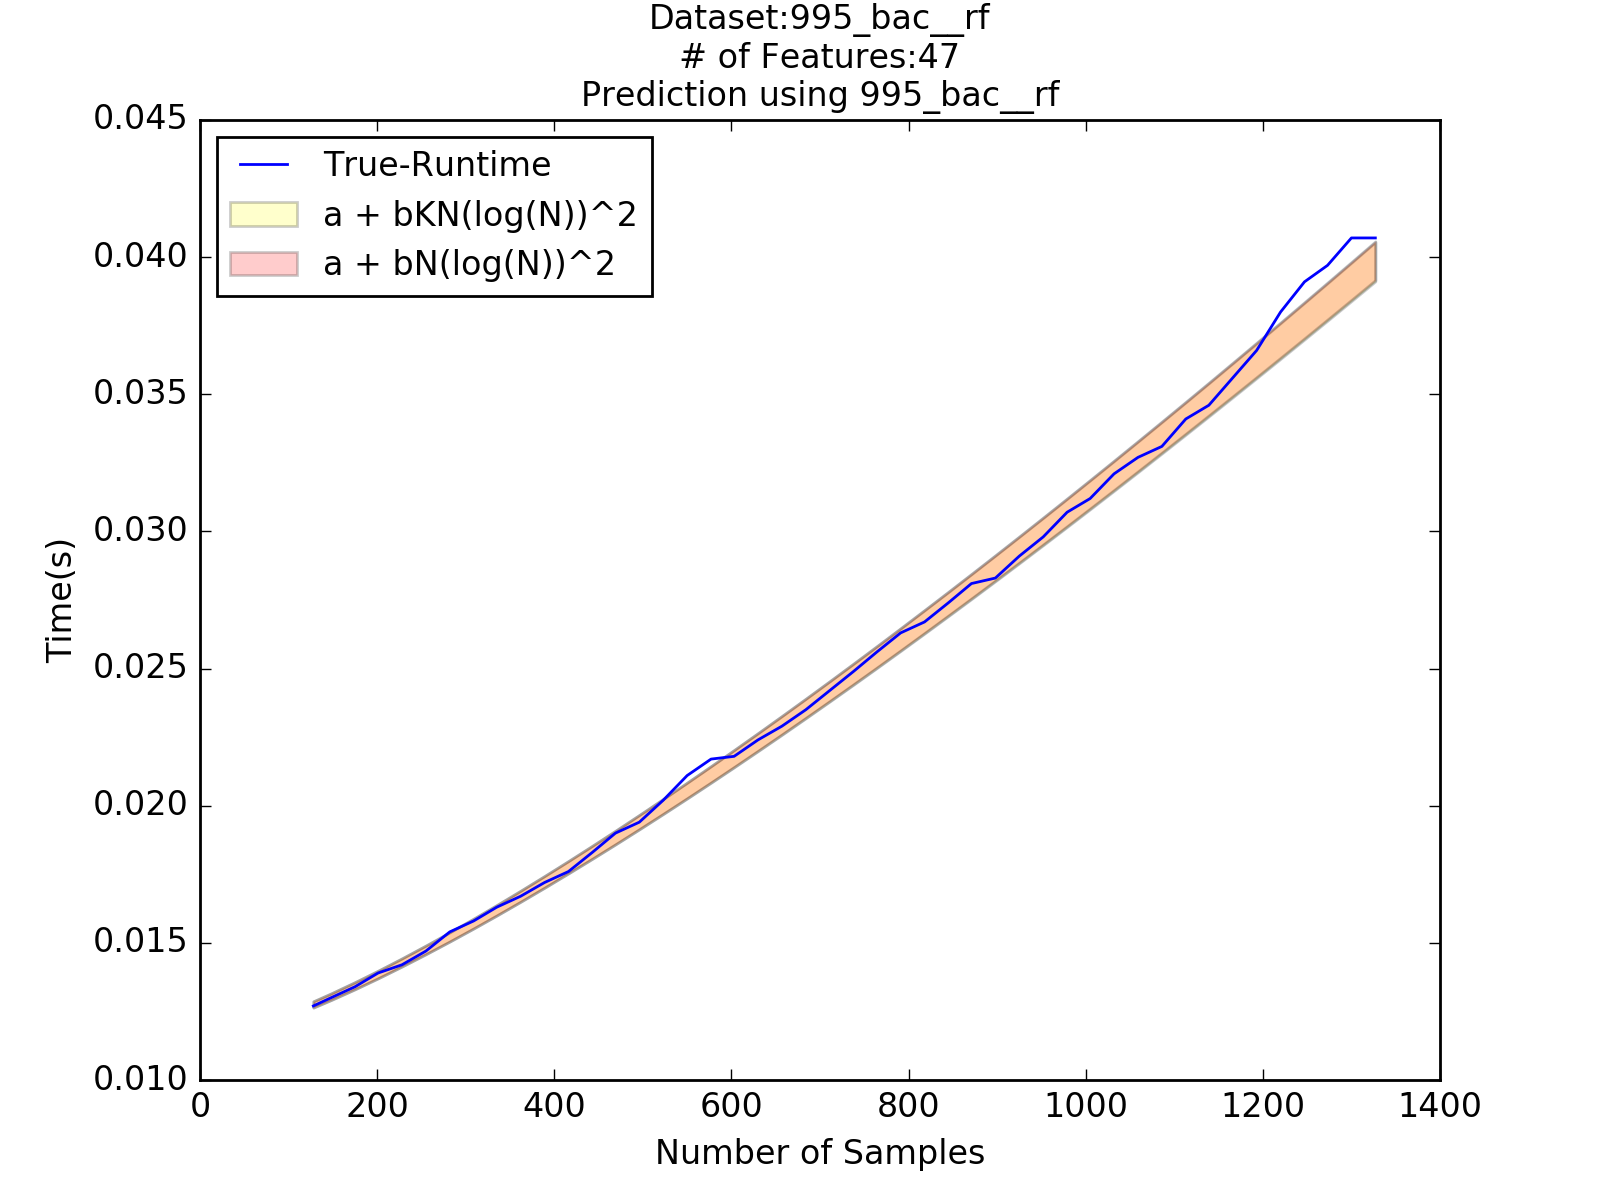 Dataset:995_bac__rf
# of Features:47
Prediction using 995_bac__rf
0.045
0.040
0.035
0.030
0.025
0.020
0.015
0.010
True-Runtime
a + bKN(log(N))^2
a + bN(log(N))^2
Time(s)
0 200 400 600 800 1000 1200 1400
Number of Samples